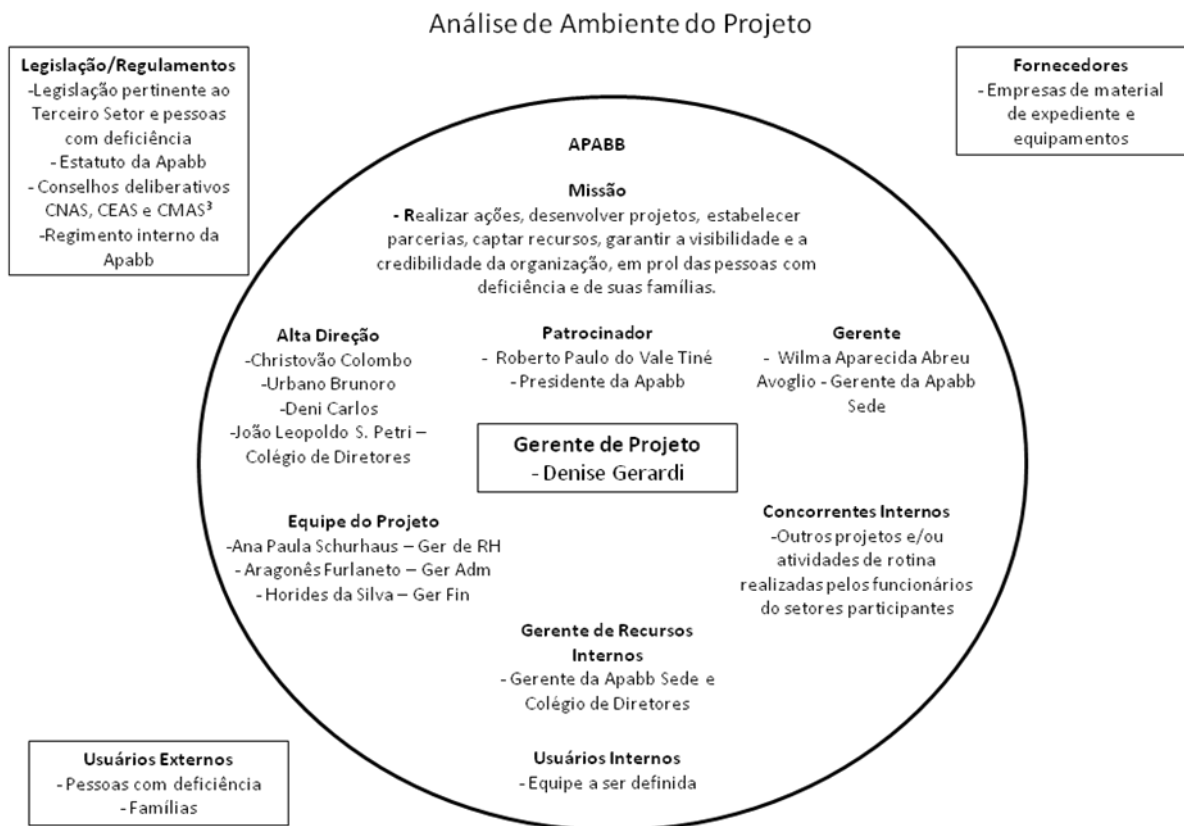 Análise de Ambiente do Projeto
Legislação/Regulamentos
-Legislação pertinente ao
Terceiro Setor e pessoas
com deficiência
- Estatuto da Apabb
- Conselhos deliberativos
CNAS, CEAS e CMAS³
-Regimento interno da
Apabb
Fornecedores
- Empresas de material
de expediente e
equipamentos
APABB
Missão
- Realizar ações, desenvolver projetos, estabelecer
parcerias, captar recursos, garantir a visibilidade e a
credibilidade da organização, em prol das pessoas com
deficiência e de suas famílias.
Alta Direção
-Christovão Colombo
-Urbano Brunoro
-Deni Carlos
-João Leopoldo S. Petri –
Colégio de Diretores
Patrocinador
- Roberto Paulo do Vale Tiné
- Presidente da Apabb
Gerente
- Wilma Aparecida Abreu
Avoglio - Gerente da Apabb
Sede
Gerente de Projeto
- Denise Gerardi
Equipe do Projeto
-Ana Paula Schurhaus – Ger de RH
-Aragonês Furlaneto – Ger Adm
-Horides da Silva – Ger Fin
Concorrentes Internos
-Outros projetos e/ou
atividades de rotina
realizadas pelos funcionários
do setores participantes
Gerente de Recursos
Internos
- Gerente da Apabb Sede e
Colégio de Diretores
Usuários Internos
- Equipe a ser definida
Usuários Externos
- Pessoas com deficiência
- Famílias